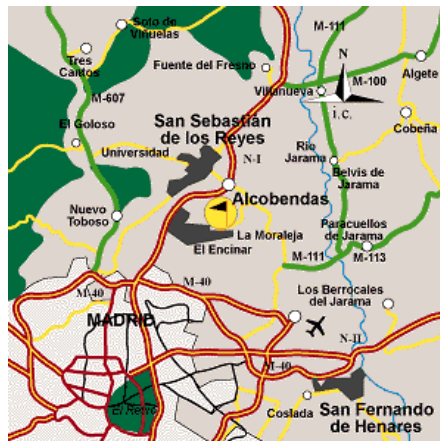 Soto de
Viñuelas
M-111
Tres
Cantos
Fuente del Fresno
N
Algete
M-607
Villanueva
M-100
i.c.
San Sebastián
de los Reyes
Cobeña
El Goloso
Universidad
N-I
Río
Jarama
Belvis de
Jarama
Alcobendas
Nuevo
Toboso
La Moraleja
Paracuellos
de Jarama
El Encinar
M-111
M-113
M-40
M-40
Los Berrocales
del Jarama
MADRID
N-II
M-40
El Retiro
Coslada
San Fernando
de Henares